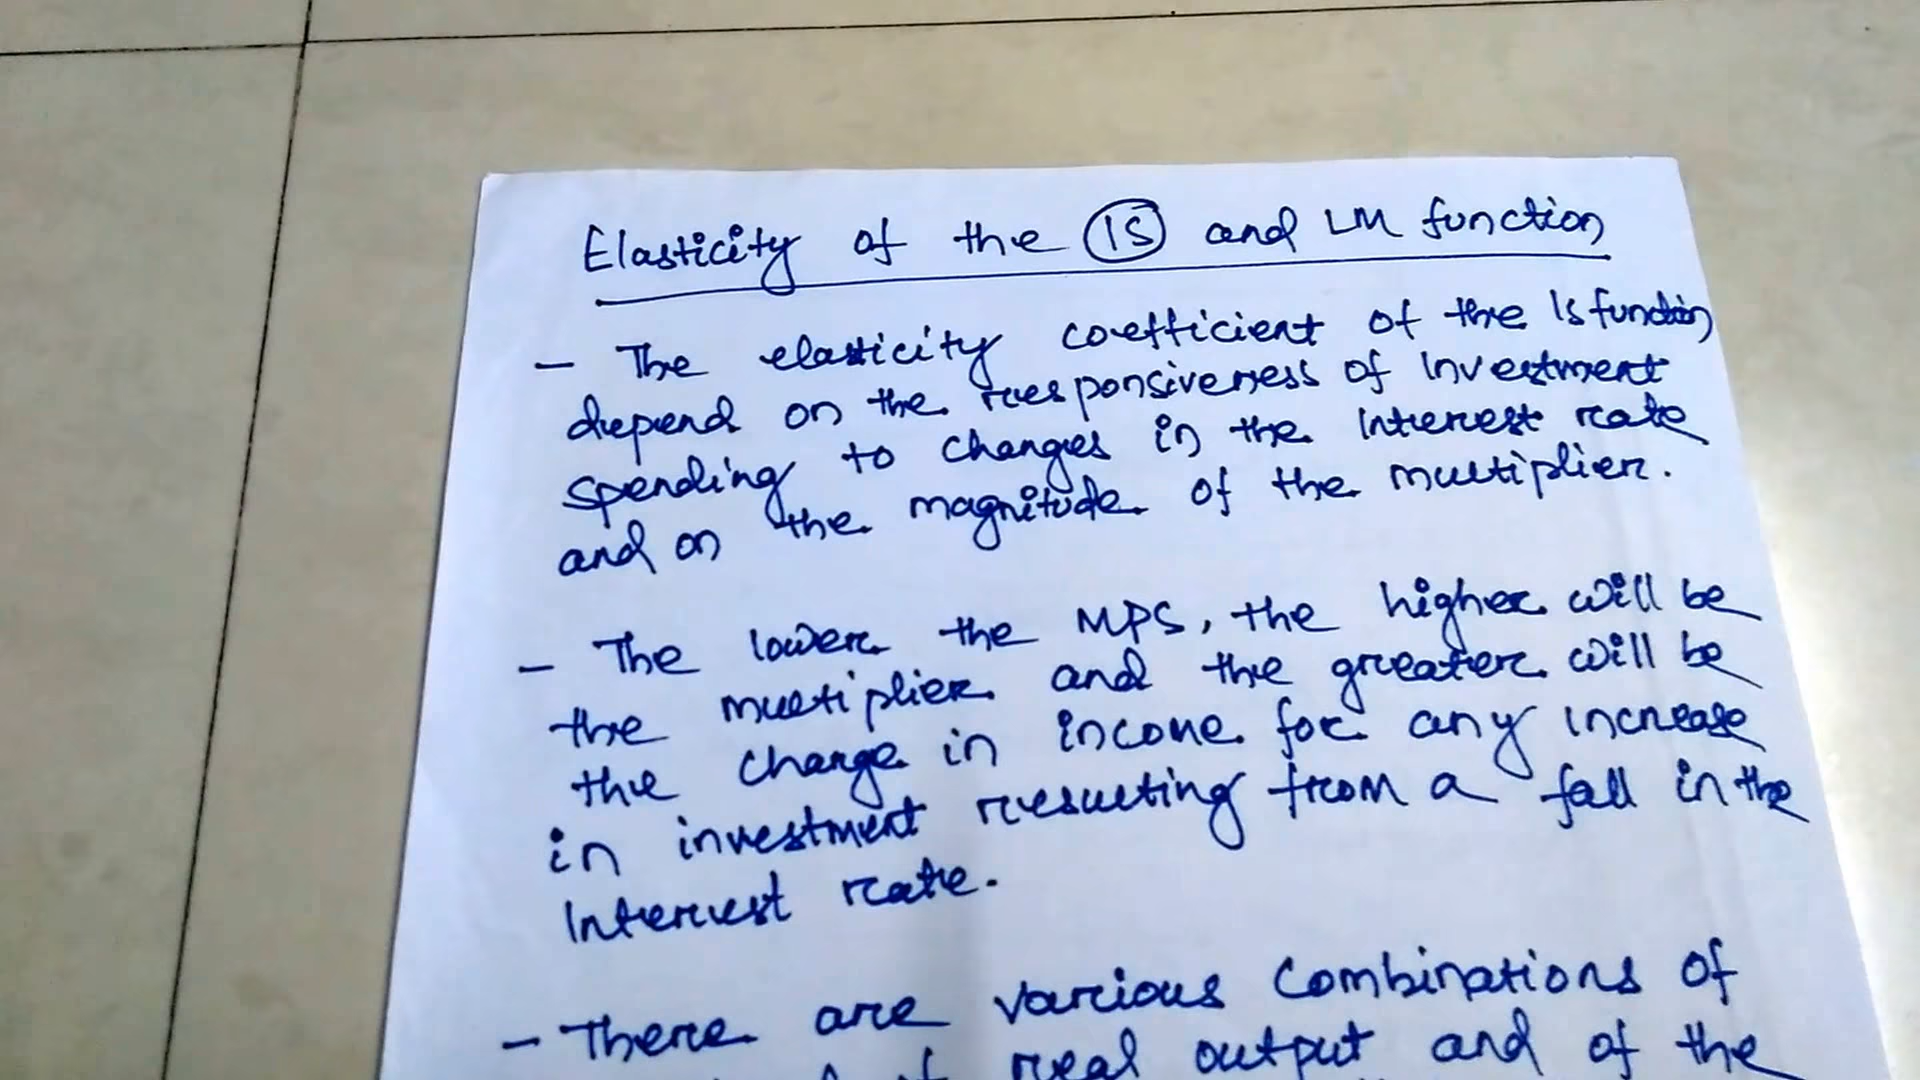 Elasticity of the IS and LM function
- The elasticity coefficient of the Is function
depend on the responsiveness of Investment
spending to changes in the Interest rate
and on the magnitude of the multiplier.
- The lower the MPS, the higher will be
the multiplier and the greater will be
the change in income for any increase
in investment resulting from a fall in the
Interest rate.
- There are various Combinations of
real output and of the